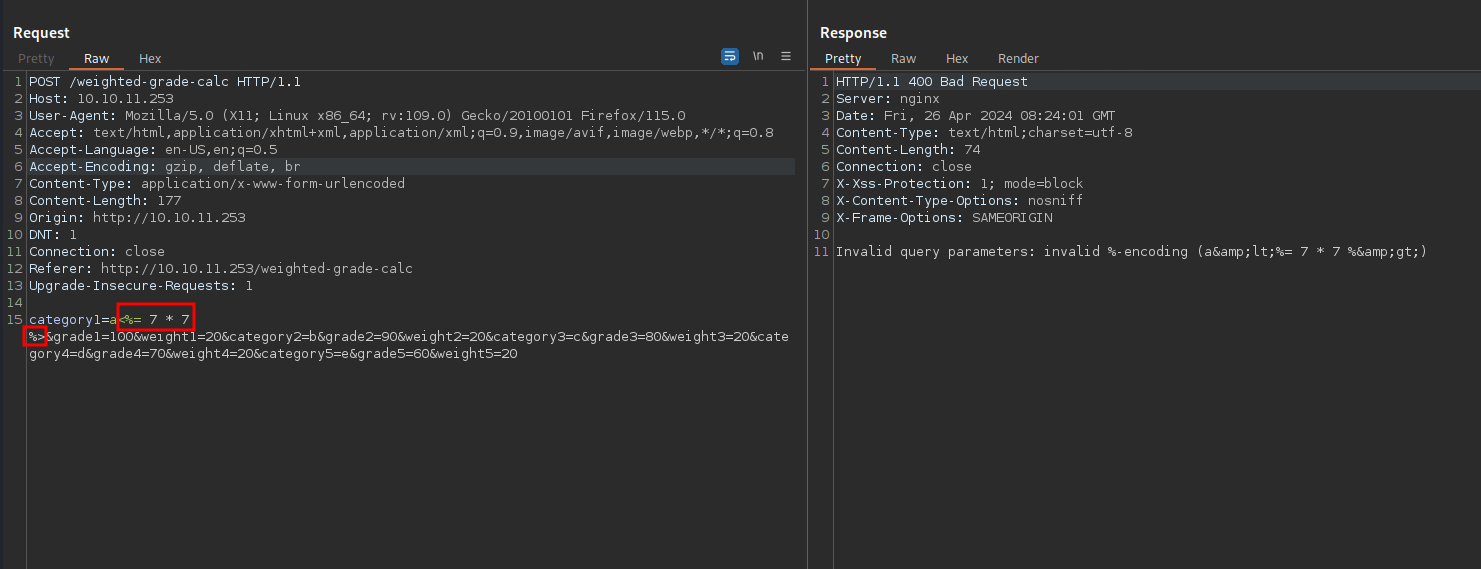 Request
Pretty Raw Hex
\n
1 POST /weighted-grade-calc HTTP/1.1
2 Host: 10.10.11.253
3 User-Agent: Mozilla/5.0 (X11; Linux x86_64; rv:109.0) Gecko/20100101 Firefox/115.0
4 Accept: text/html,application/xhtml+xml,application/xml;q=0.9,image/avif,image/webp,*/*;q=0.8
5 Accept-Language: en-US,en;q=0.5
6 Accept-Encoding: gzip, deflate, br
7 Content-Type: application/x-www-form-urlencoded
8 Content-Length: 177
9 Origin: http://10.10.11.253
10 DNT: 1
11 Connection: close
12 Referer: http://10.10.11.253/weighted-grade-calc
13 Upgrade-Insecure-Requests: 1
14
15 category1=a<%= 7 * 7
%>&grade1=100&weight1=20&category2=b&grade2=90&weight2=20&category3=c&grade3=80&weight3=20&cate
gory4=d&grade4=70&weight4=20&category5=e&grade5=60&weight5=20
Response
Pretty Raw Hex Render
1 HTTP/1.1 400 Bad Request
2 Server: nginx
3 Date: Fri, 26 Apr 2024 08:24:01 GMT
4 Content-Type: text/html;charset=utf-8
5 Content-Length: 74
6 Connection: close
7 X-Xss-Protection: 1; mode=block
8 X-Content-Type-Options: nosniff
9 X-Frame-Options: SAMEORIGIN
10
11 Invalid query parameters: invalid %-encoding (a&amp;lt;%= 7 * 7 %&amp;gt;)